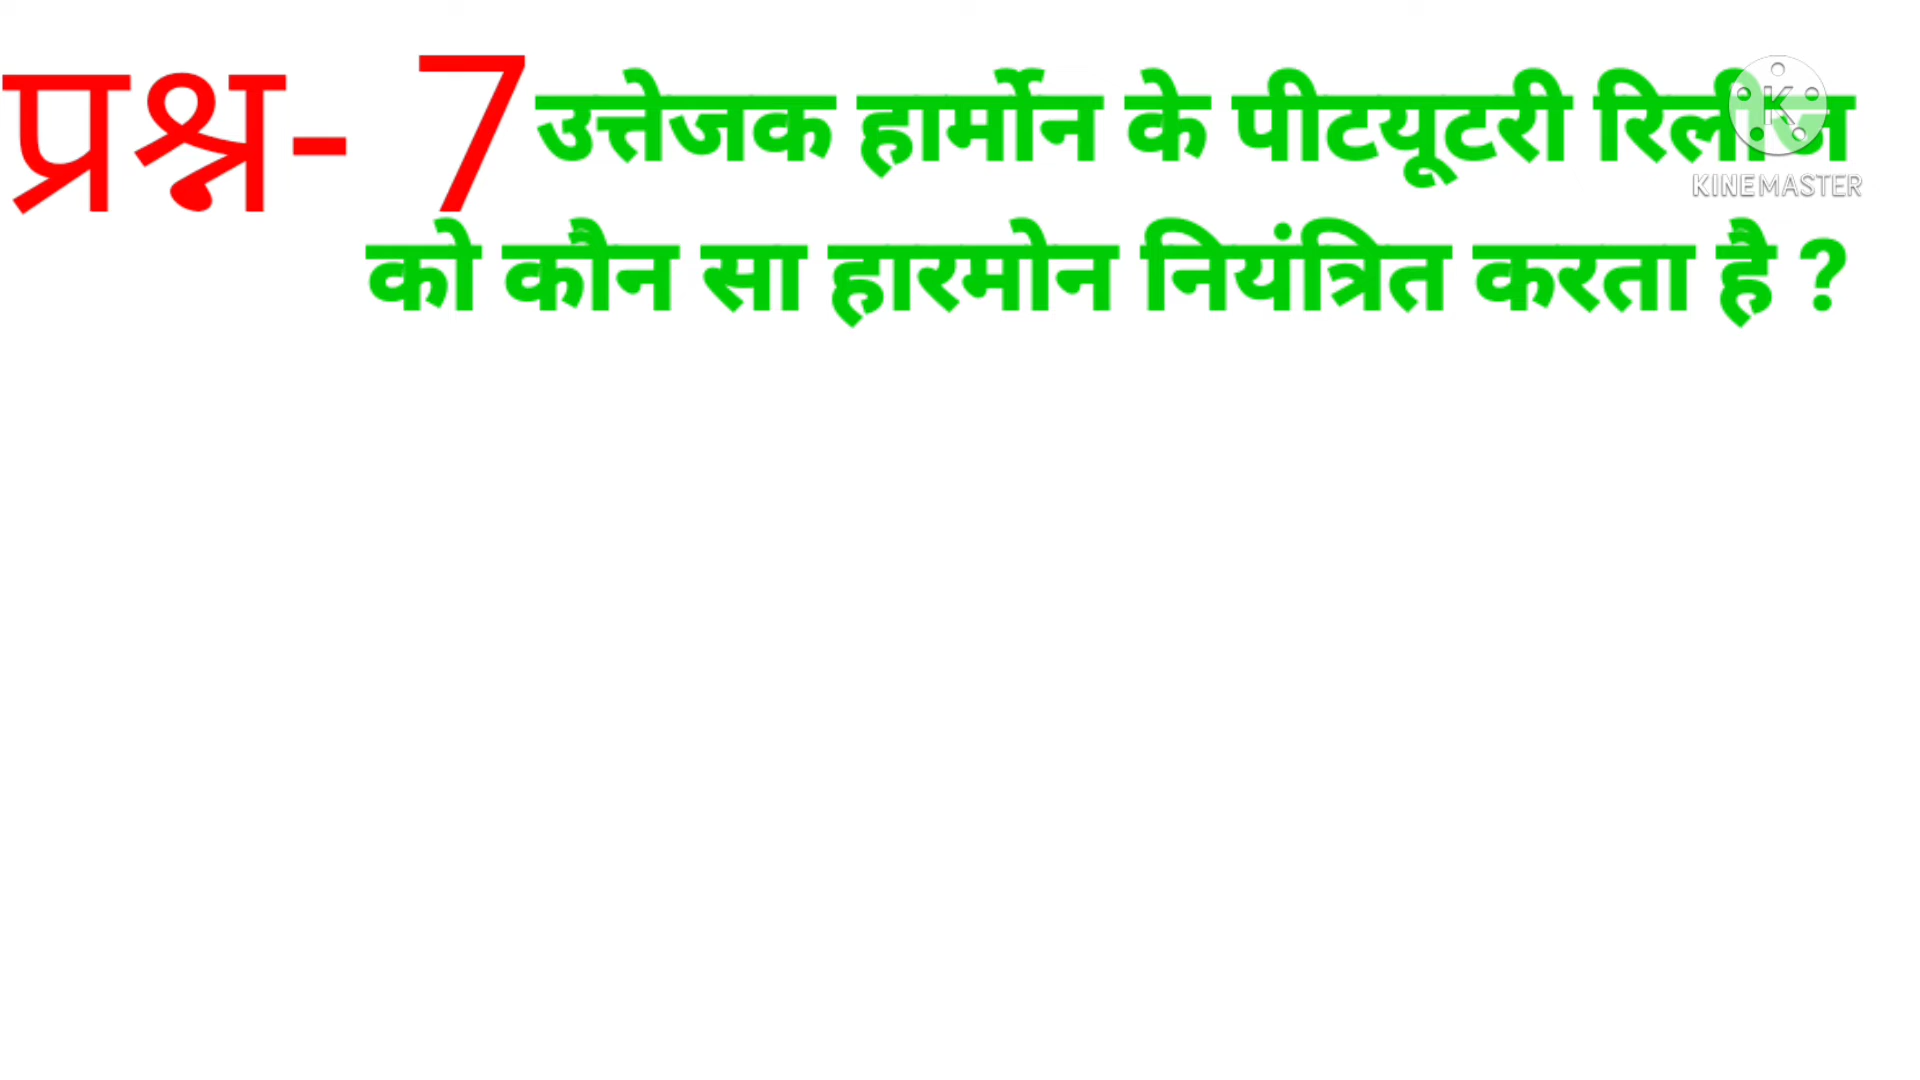 प्रश्न- 7 उत्तेजक हार्मोन के पीटयूटरी रिलीज
KINEMASTER
को कौन सा हारमोन नियंत्रित करता है ?